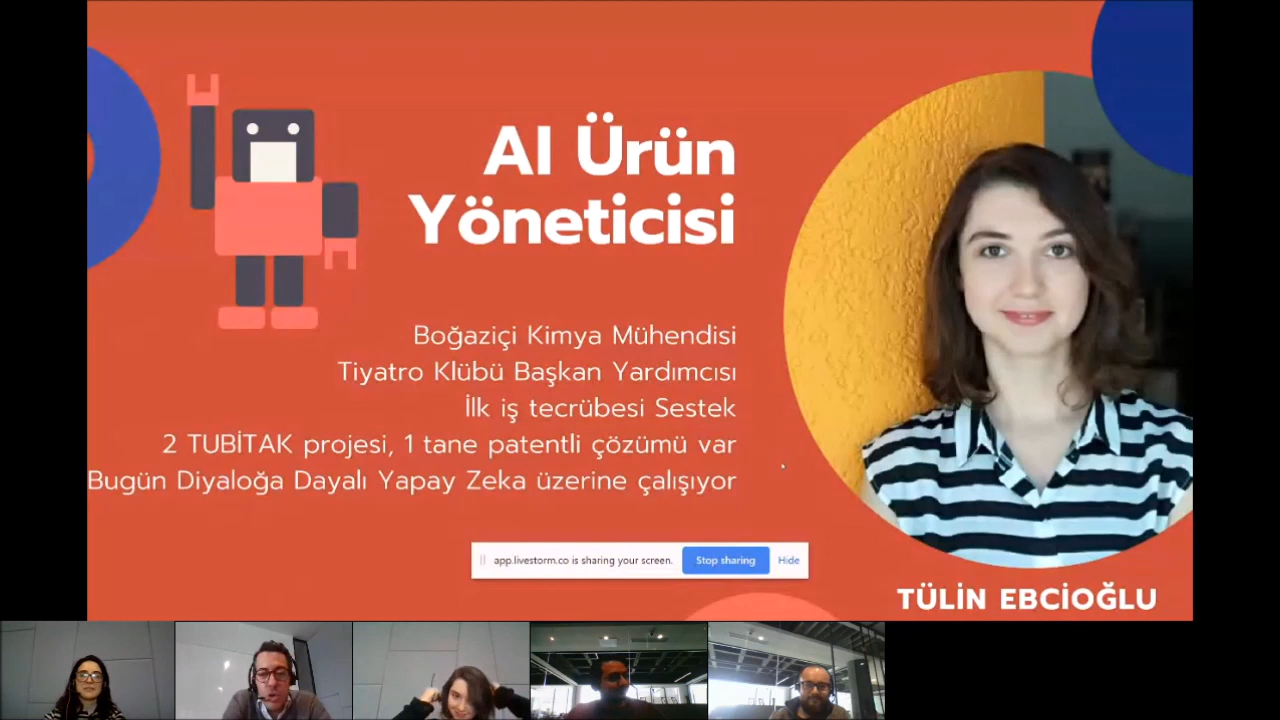 AI Ürün
Yöneticisi
Boğaziçi Kimya Mühendisi
Tiyatro Klübü Başkan Yardımcısı
İlk iş tecrübesi Sestek
2 TUBİTAK projesi, 1 tane patentli çözümü var
Bugün Diyaloğa Dayalı Yapay Zeka üzerine çalışıyor
app.livestorm.co is sharing your screen.
Stop sharing
Hide
TÜLİN EBCİOĞLU